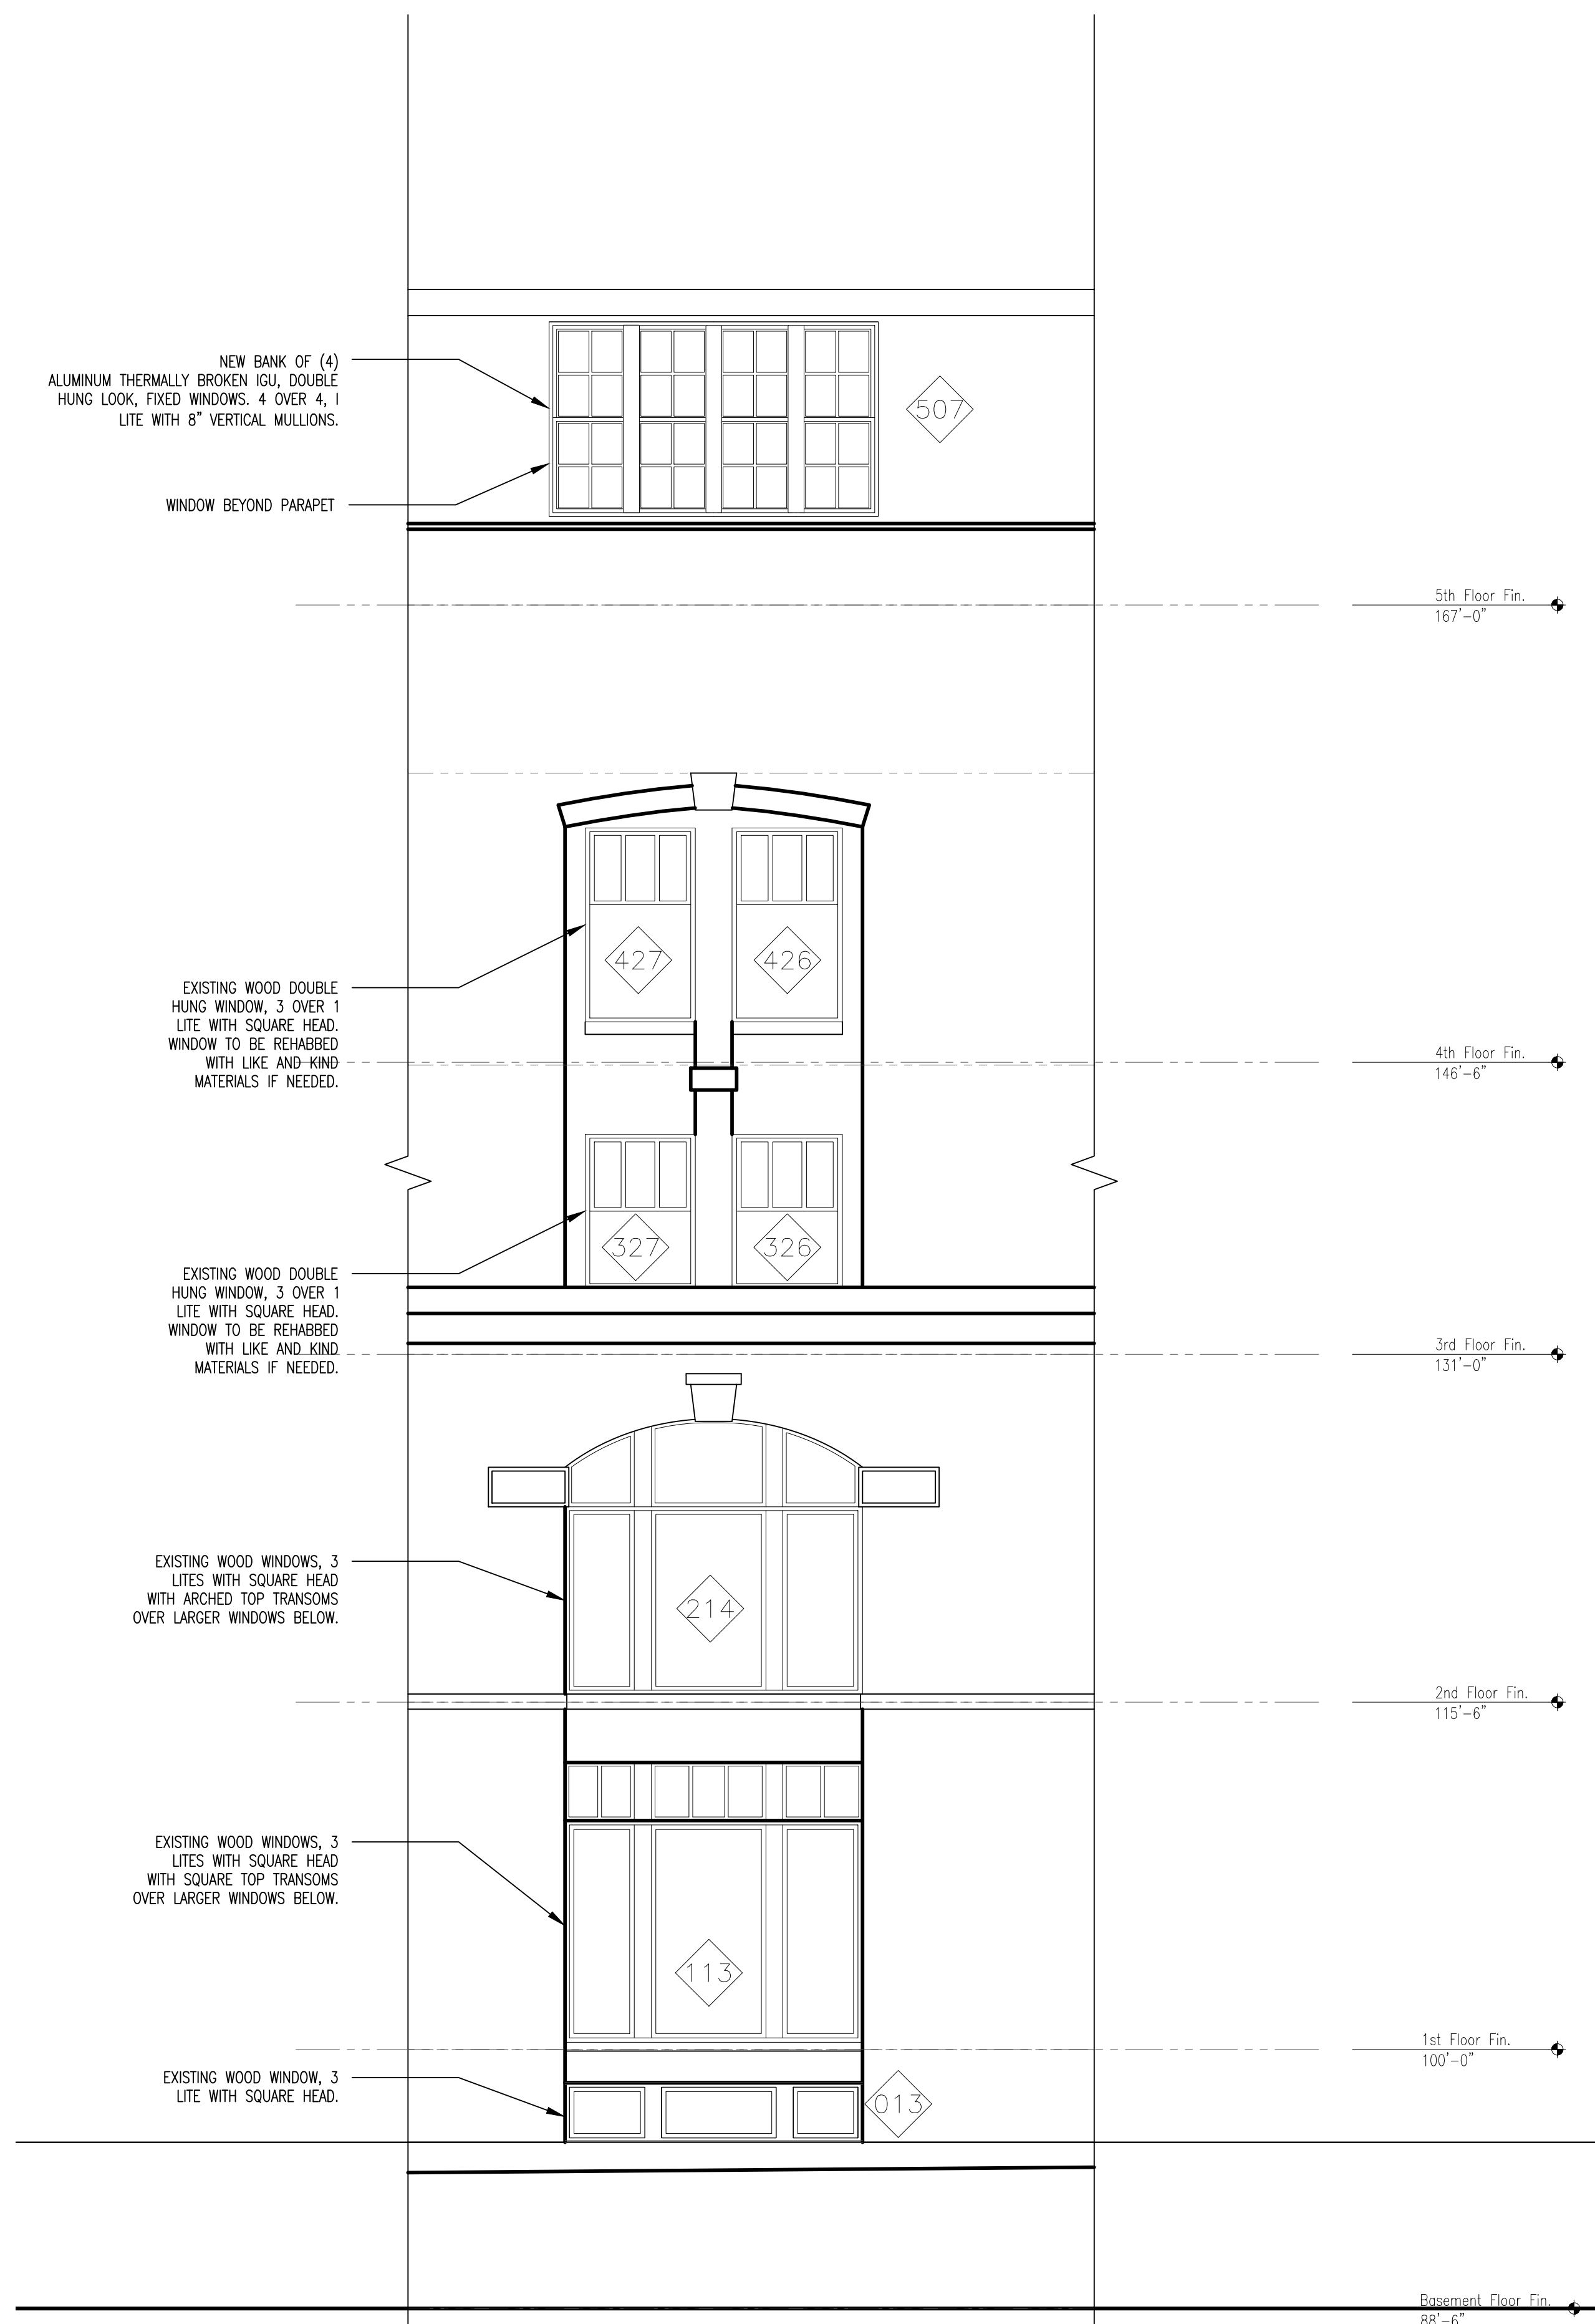 NEW BANK OF (4)
ALUMINUM THERMALLY BROKEN IGU, DOUBLE
HUNG LOOK, FIXED WINDOWS. 4 OVER 4, I
LITE WITH 8" VERTICAL MULLIONS.
507
WINDOW BEYOND PARAPET
5th Floor Fin.
167'-0"
427
426
EXISTING WOOD DOUBLE
HUNG WINDOW, 3 OVER 1
LITE WITH SQUARE HEAD.
WINDOW TO BE REHABBED
WITH LIKE AND KIND
MATERIALS IF NEEDED.
4th Floor Fin.
146'-6"
327
326
EXISTING WOOD DOUBLE
HUNG WINDOW, 3 OVER 1
LITE WITH SQUARE HEAD.
WINDOW TO BE REHABBED
WITH LIKE AND KIND
MATERIALS IF NEEDED.
3rd Floor Fin.
131'-0"
EXISTING WOOD WINDOWS, 3
LITES WITH SQUARE HEAD
WITH ARCHED TOP TRANSOMS
OVER LARGER WINDOWS BELOW.
214
2nd Floor Fin.
115'-6"
EXISTING WOOD WINDOWS, 3
LITES WITH SQUARE HEAD
WITH SQUARE TOP TRANSOMS
OVER LARGER WINDOWS BELOW.
113
1st Floor Fin.
100'-0"
EXISTING WOOD WINDOW, 3
LITE WITH SQUARE HEAD.
013
Basement Floor Fin.
88'-6"